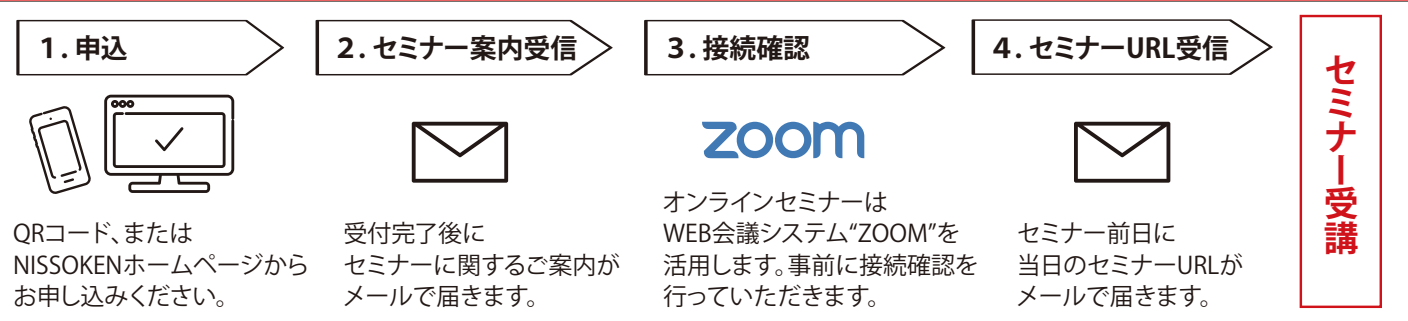 1. 申込
QRコード、または
NISSOKENホームページから
お申し込みください。
2. セミナー案内受信
受付完了後に
セミナーに関するご案内が
メールで届きます。
3. 接続確認
zoom
オンラインセミナーは
WEB会議システム“ZOOM”を
活用します。事前に接続確認を
行っていただきます。
4. セミナーURL受信
セミナー前日に
当日のセミナーURLが
メールで届きます。
セミナー受講